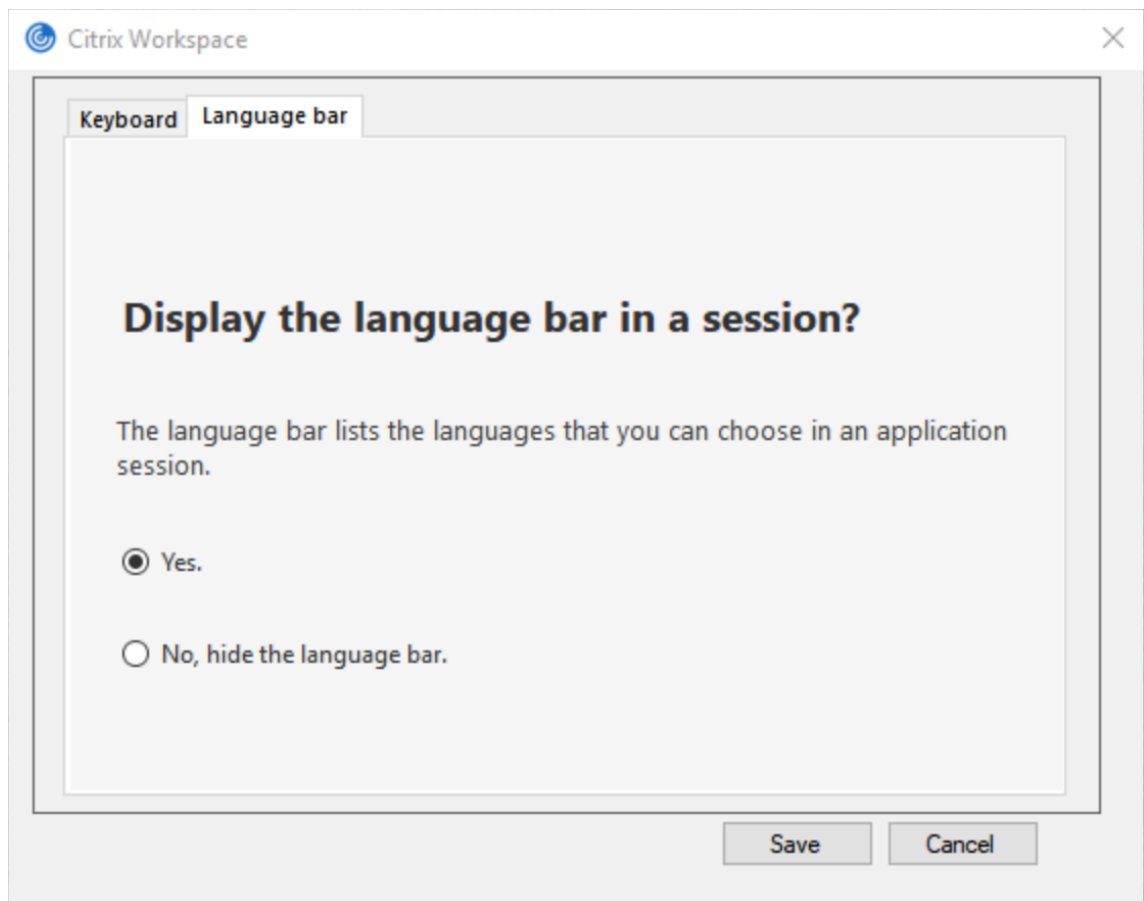 Citrix Workspace
Keyboard
Language bar
Display the language bar in a session?
The language bar lists the languages that you can choose in an application
session.
Yes.
No, hide the language bar.
Save
Cancel